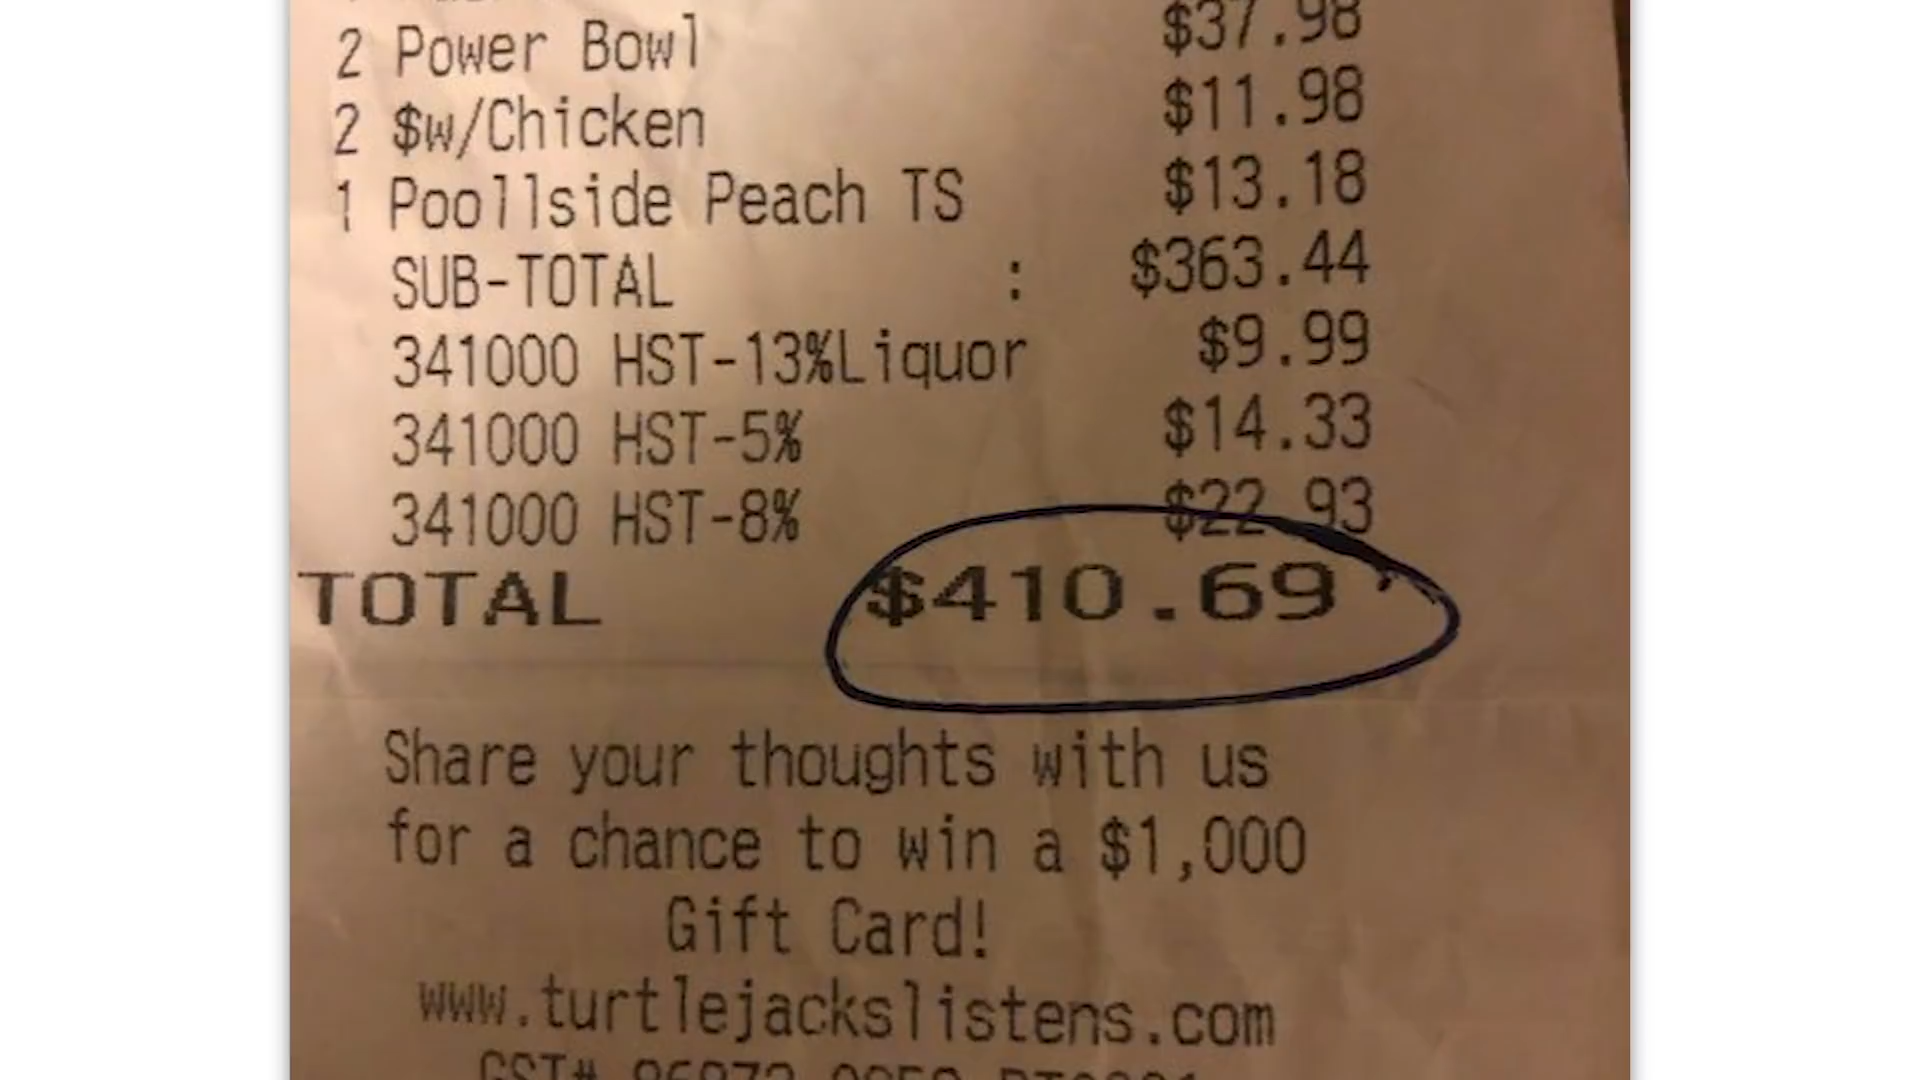 2 Power Bowl $37.98
2 $w/Chicken $11.98
1 Poollside Peach TS $13.18
SUB-TOTAL : $363.44
341000 HST-13%Liquor $9.99
341000 HST-5% $14.33
341000 HST-8% $22.93
TOTAL $410.69
Share your thoughts with us
for a chance to win a $1,000
Gift Card!
www.turtlejackslistens.com
GST#